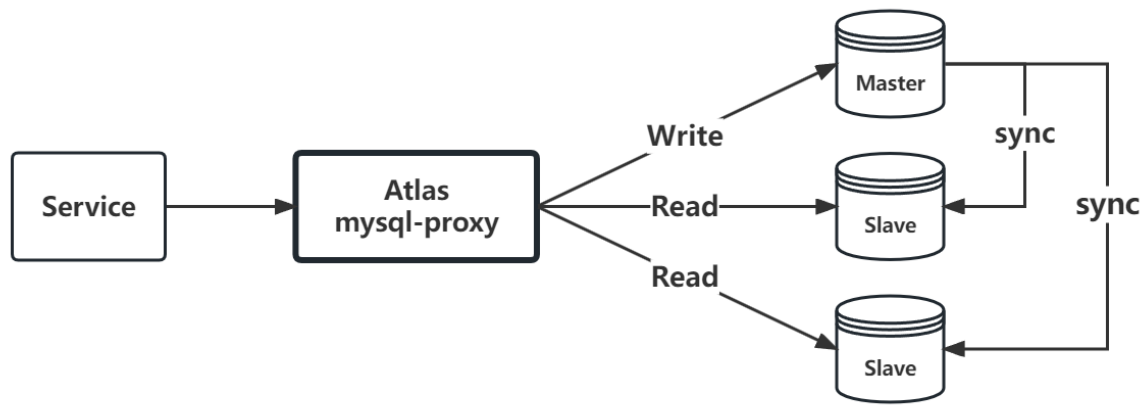 Master
Write
sync
Service
Atlas
mysql-proxy
Read
Slave
sync
Read
Slave